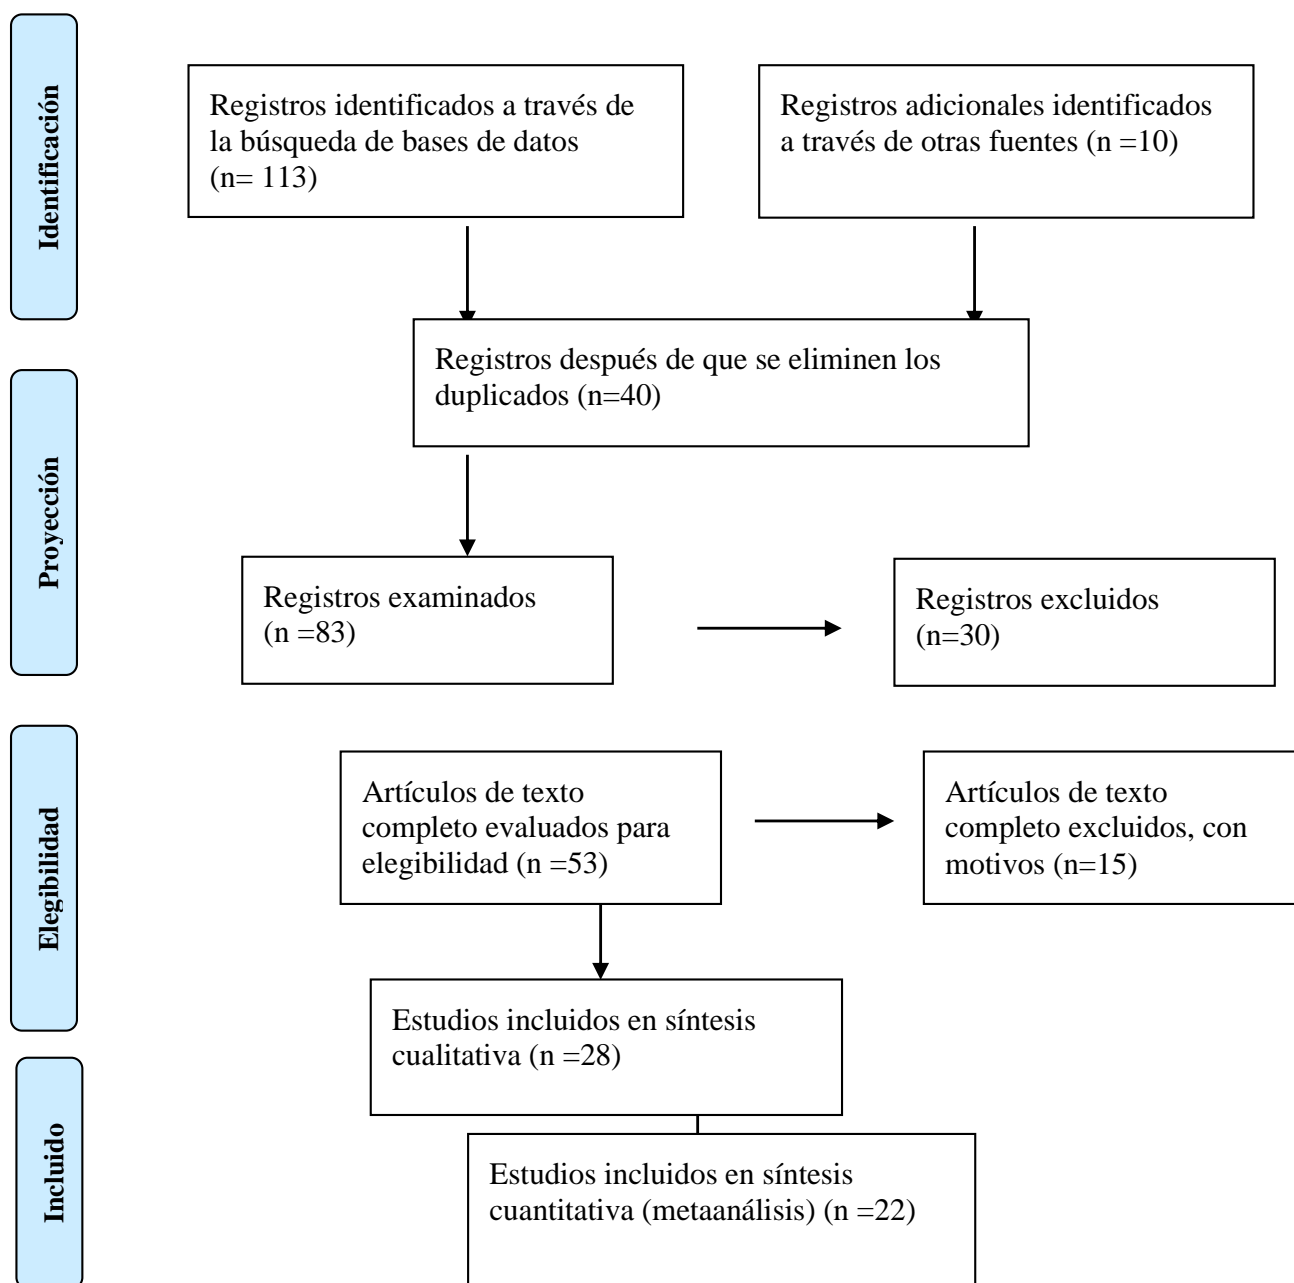 Identificación
Registros identificados a través de
la búsqueda de bases de datos
(n= 113)
Registros adicionales identificados
a través de otras fuentes (n =10)
Registros después de que se eliminen los
duplicados (n=40)
Proyección
Registros examinados
(n =83)
Registros excluidos
(n=30)
Elegibilidad
Artículos de texto
completo evaluados para
elegibilidad (n =53)
Artículos de texto
completo excluidos, con
motivos (n=15)
Estudios incluidos en síntesis
cualitativa (n =28)
Incluido
Estudios incluidos en síntesis
cuantitativa (metaanálisis) (n =22)